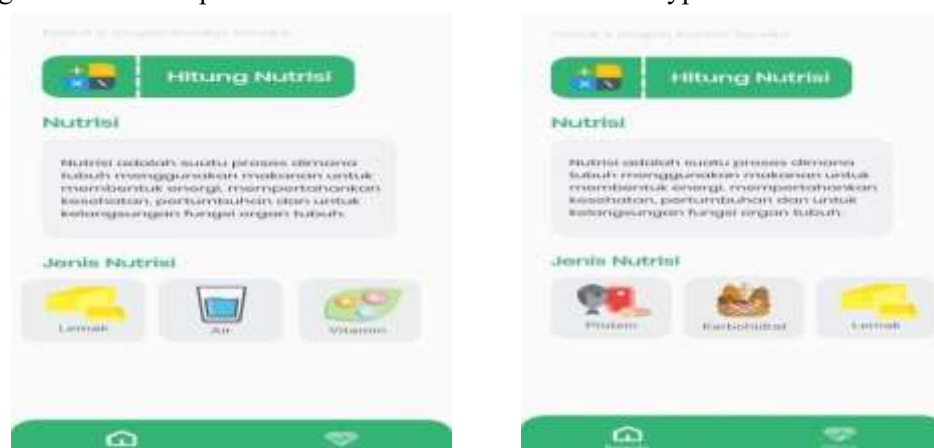 Hitung Nutrisi
Nutrisi
Nutrisi adalah suatu proses dimana
tubuh menggunakan makanan untuk
membentuk energi, mempertahankan
kesehatan, pertumbuhan dan untuk
kelangsungan fungsi organ tubuh.
Jenis Nutrisi
Lemak
Air
Vitamin
Hitung Nutrisi
Nutrisi
Nutrisi adalah suatu proses dimana
tubuh menggunakan makanan untuk
membentuk energi, mempertahankan
kesehatan, pertumbuhan dan untuk
kelangsungan fungsi organ tubuh.
Jenis Nutrisi
Protein
Karbohidrat
Lemak